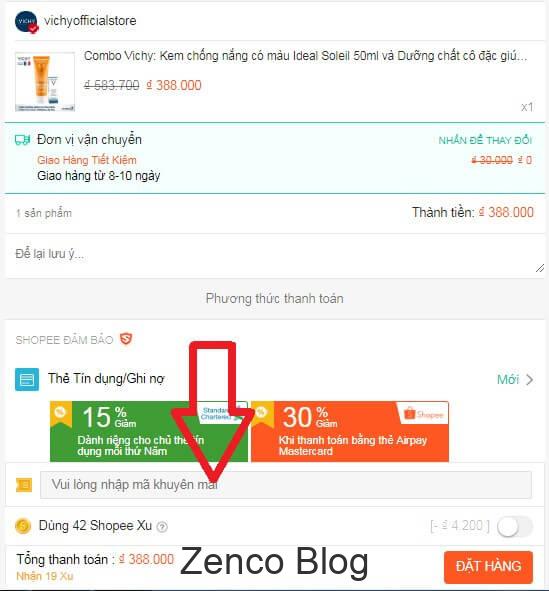 vichyofficialstore
Combo Vichy: Kem chống nắng có màu Ideal Soleil 50ml và Dưỡng chất cô đặc giú...
VICHY
₫ 583.700 ₫ 388.000
x1
Đơn vị vận chuyển NHẤN ĐỂ THAY ĐỔI
Giao Hàng Tiết Kiệm ₫ 30.000 ₫ 0
Giao hàng từ 8-10 ngày
1 sản phẩm Thành tiền: ₫ 388.000
Để lại lưu ý...
Phương thức thanh toán
SHOPEE ĐẢM BẢO
Thẻ Tín dụng/Ghi nợ Mới
15 % Giảm Standard Chartered
Dành riêng cho chủ thẻ tín
dụng mỗi thứ Năm
30 % Giảm Shopee
Khi thanh toán bằng thẻ Airpay
Mastercard
Vui lòng nhập mã khuyến mãi
Dùng 42 Shopee Xu ? [- ₫ 4.200 ]
Tổng thanh toán : ₫ 388.000
Nhận 19 Xu
Zenco Blog
ĐẶT HÀNG